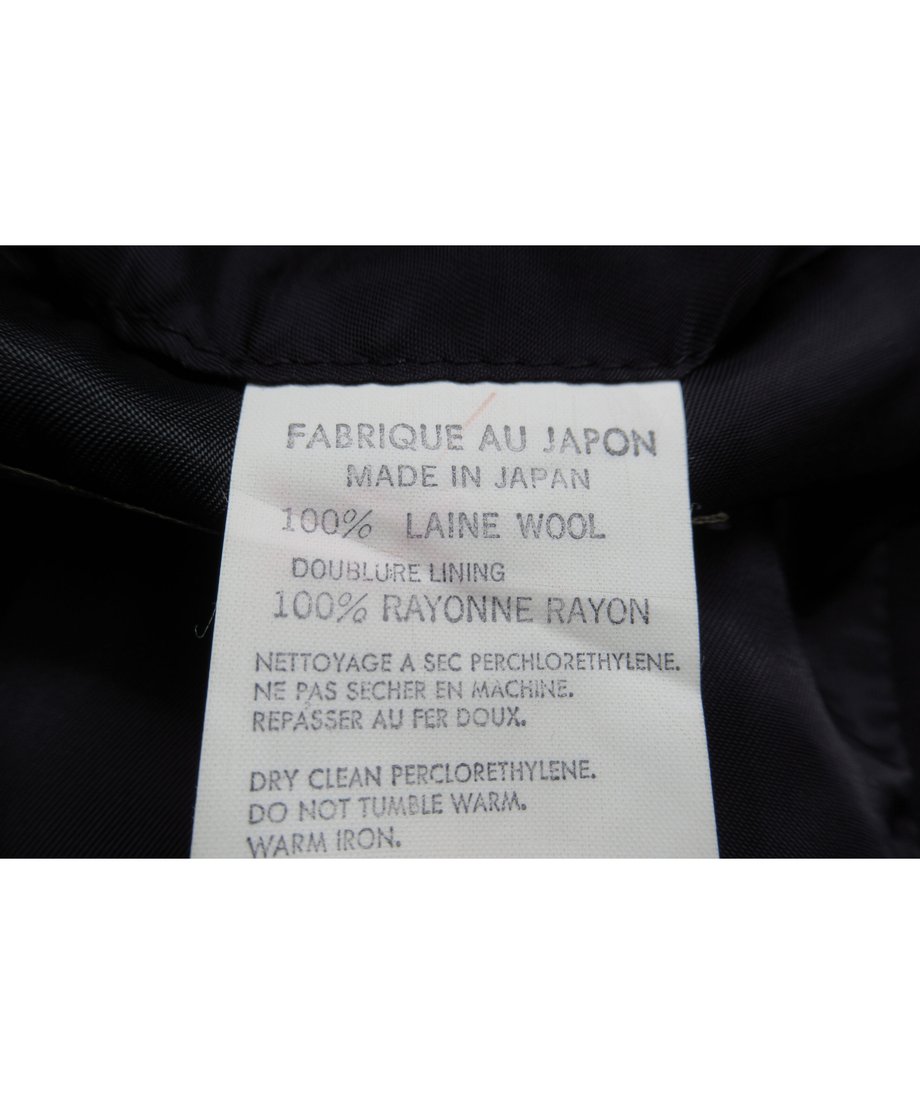 FABRIQUE AU JAPON
MADE IN JAPAN
100% LAINE WOOL
DOUBLURE LINING
100% RAYONNE RAYON
NETTOYAGE A SEC PERCHLORETHYLENE.
NE PAS SECHER EN MACHINE.
REPASSER AU FER DOUX.
DRY CLEAN PERCLORETHYLENE.
DO NOT TUMBLE WARM.
WARM IRON.